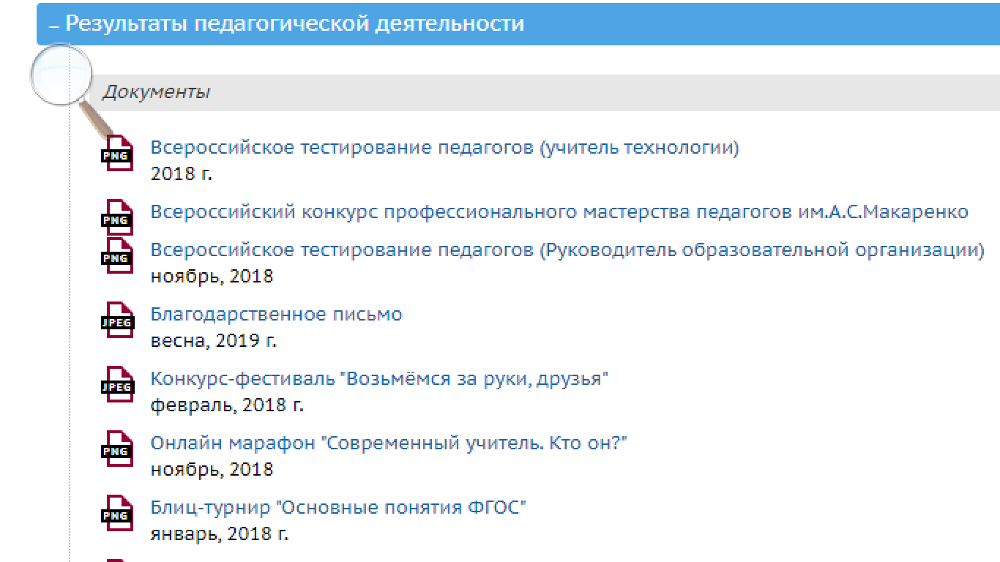 – Результаты педагогической деятельности
Документы
PNG Всероссийское тестирование педагогов (учитель технологии)
2018 г.
PNG Всероссийский конкурс профессионального мастерства педагогов им.А.С.Макаренко
PNG Всероссийское тестирование педагогов (Руководитель образовательной организации)
ноябрь, 2018
JPEG Благодарственное письмо
весна, 2019 г.
JPEG Конкурс-фестиваль "Возьмёмся за руки, друзья"
февраль, 2018 г.
PNG Онлайн марафон "Современный учитель. Кто он?"
ноябрь, 2018
PNG Блиц-турнир "Основные понятия ФГОС"
январь, 2018 г.